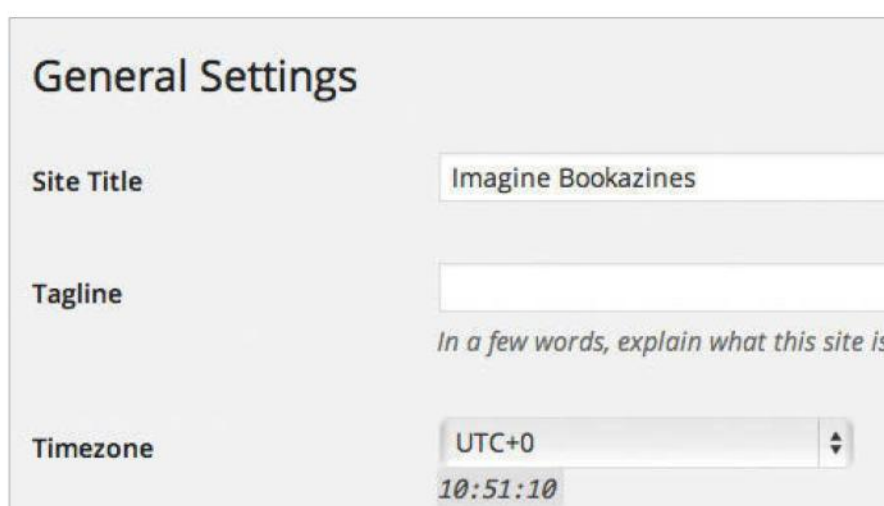 General Settings
Site Title
Imagine Bookazines
Tagline
In a few words, explain what this site is
Timezone
UTC+0
10:51:10